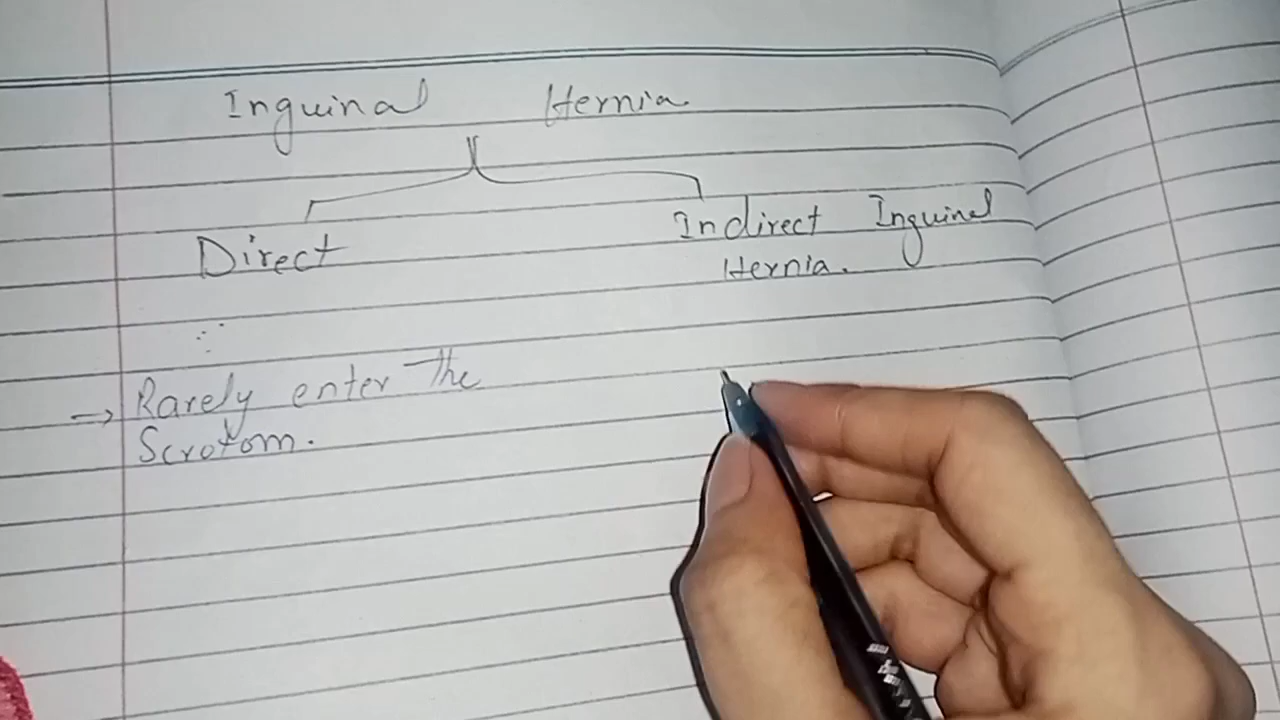 Inguinal Hernia.
Direct
Indirect Inguinal
Hernia.
→ Rarely enter the
Scrotom.